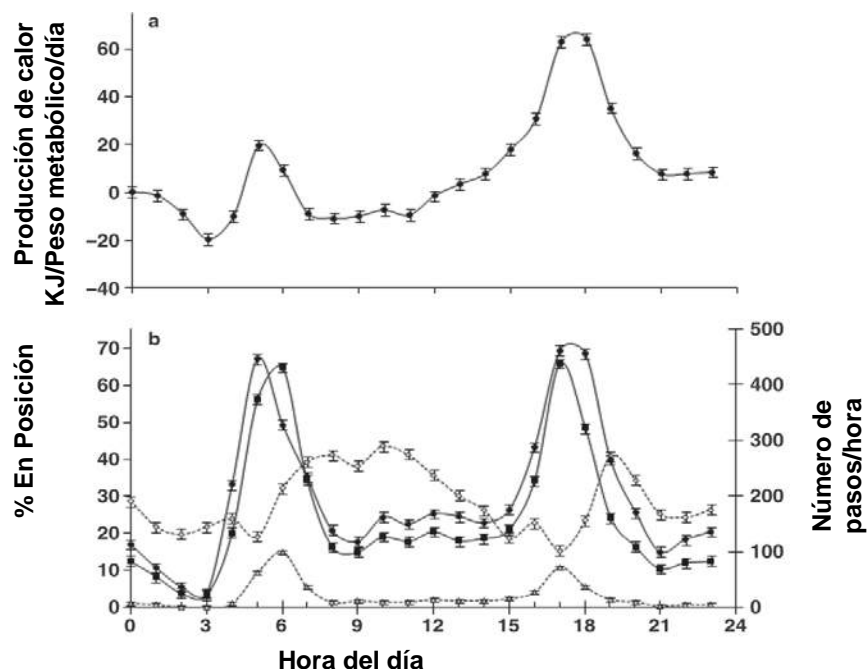 a
Producción de calor
KJ/Peso metabólico/día
60
40
20
0
−20
−40
b
% En Posición
70
60
50
40
30
20
10
0
500
400
300
200
100
0
Número de
pasos/hora
0 3 6 9 12 15 18 21 24
Hora del día